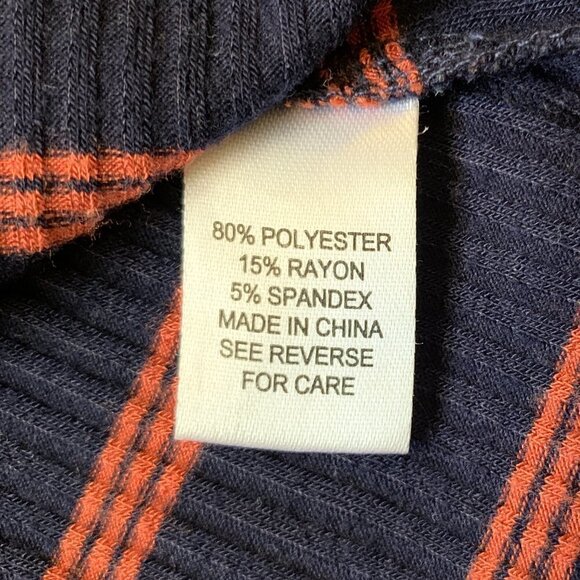 80% POLYESTER
15% RAYON
5% SPANDEX
MADE IN CHINA
SEE REVERSE
FOR CARE